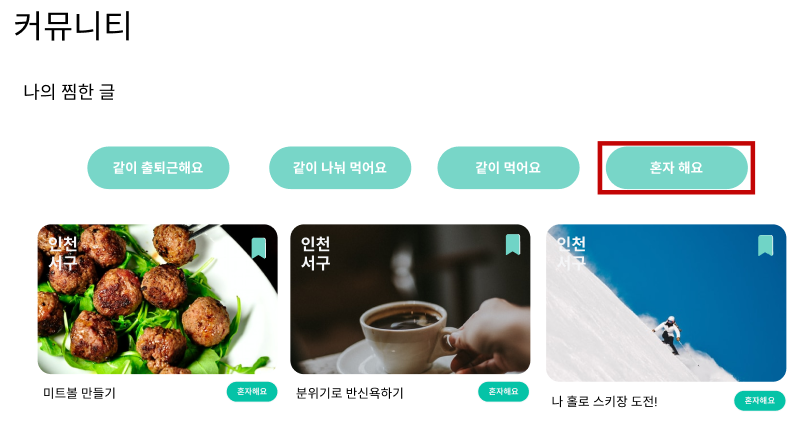 커뮤니티
나의 찜한 글
같이 출퇴근해요
같이 나눠 먹어요
같이 먹어요
혼자 해요
인천
서구
인천
서구
인천
서구
미트볼 만들기
혼자해요
분위기로 반신욕하기
혼자해요
나 홀로 스키장 도전!
혼자해요